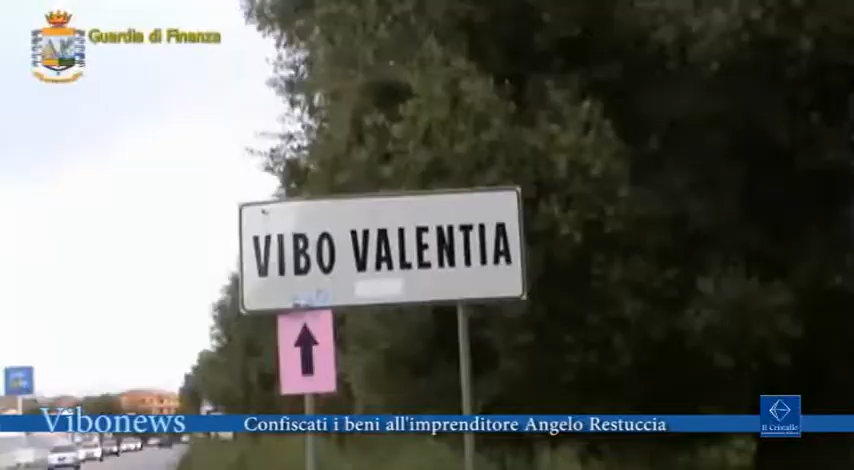 Guardia di Finanza
VIBO VALENTIA
Vibonews
Confiscati i beni all'imprenditore Angelo Restuccia
Il Cristallo